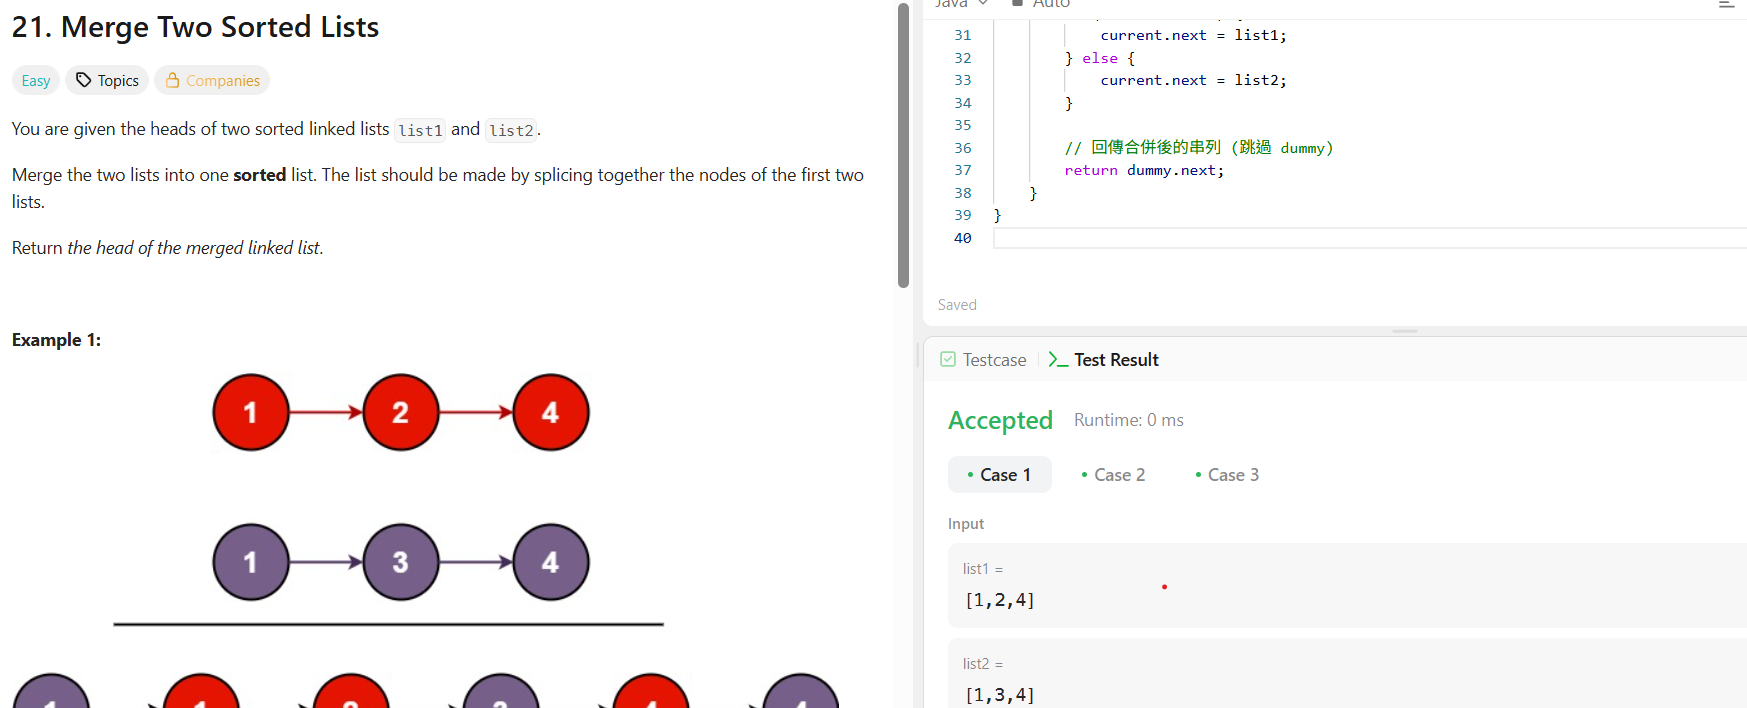 21. Merge Two Sorted Lists
Easy Topics Companies
You are given the heads of two sorted linked lists list1 and list2.
Merge the two lists into one sorted list. The list should be made by splicing together the nodes of the first two
lists.
Return the head of the merged linked list.
Example 1:
1 2 4
1 3 4
Java Auto
31 current.next = list1;
32 } else {
33 current.next = list2;
34 }
35
36 // 回傳合併後的串列 (跳過 dummy)
37 return dummy.next;
38 }
39 }
40
Saved
Testcase Test Result
Accepted Runtime: 0 ms
Case 1 Case 2 Case 3
Input
list1 =
[1,2,4]
list2 =
[1,3,4]